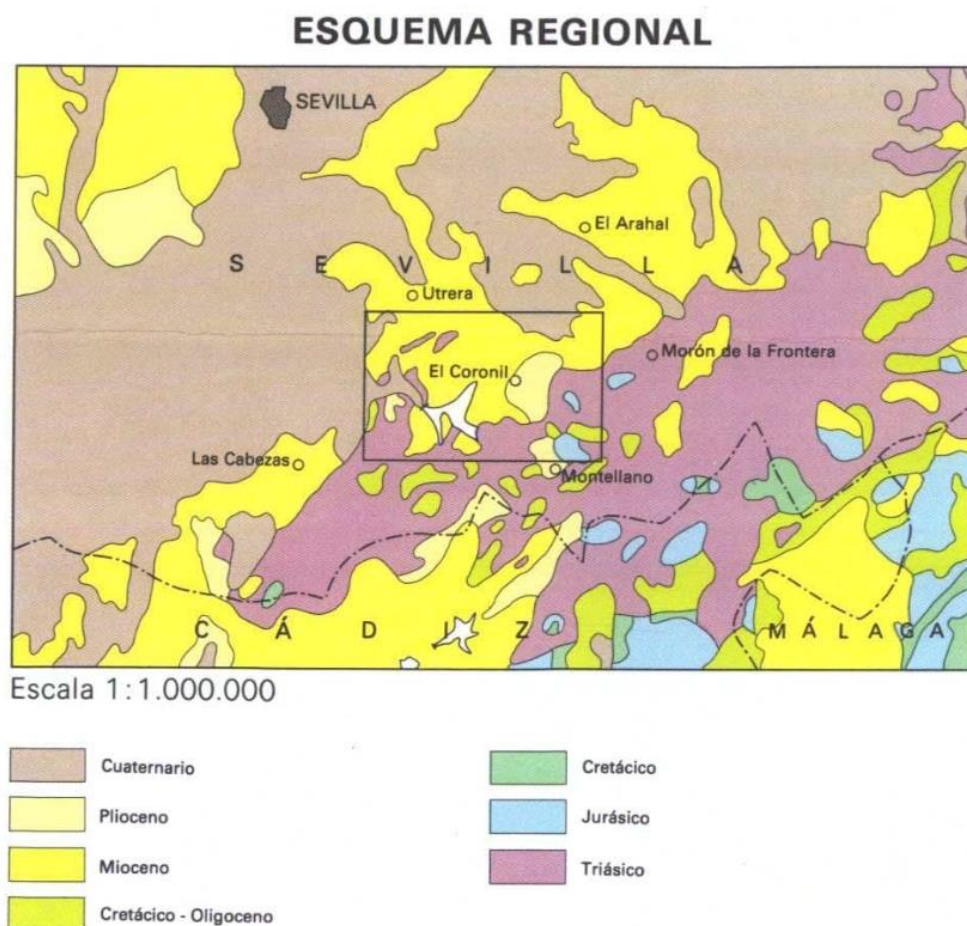 ESQUEMA REGIONAL
SEVILLA
El Arahal
S E V I L L A
Utrera
Morón de la Frontera
El Coronil
Las Cabezas
Montellano
C Á D I Z
M Á L A G A
Escala 1:1.000.000
Cuaternario
Plioceno
Mioceno
Cretácico - Oligoceno
Cretácico
Jurásico
Triásico